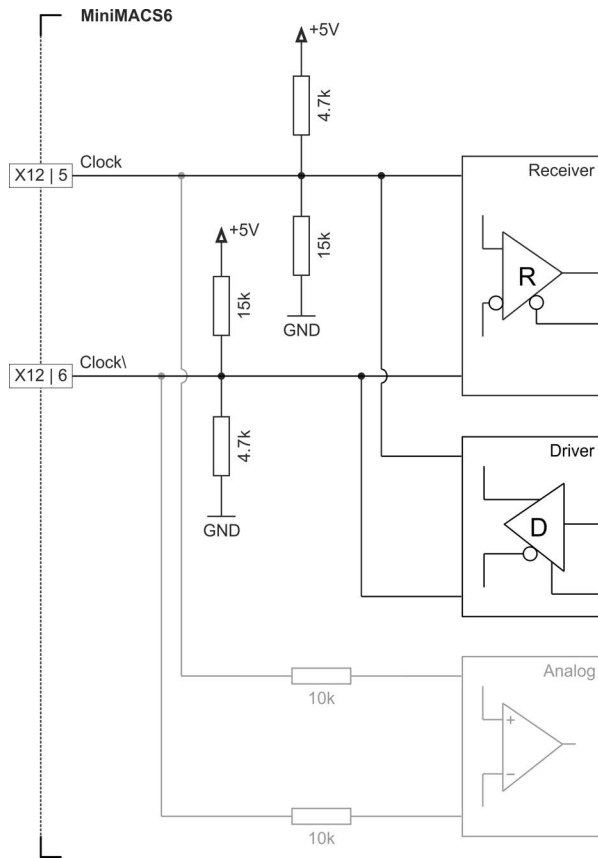 MiniMACS6
+5V
4.7k
X12 | 5
Clock
Receiver
+5V
15k
15k
R
GND
X12 | 6
Clock\
4.7k
Driver
GND
D
Analog
10k
+
−
10k